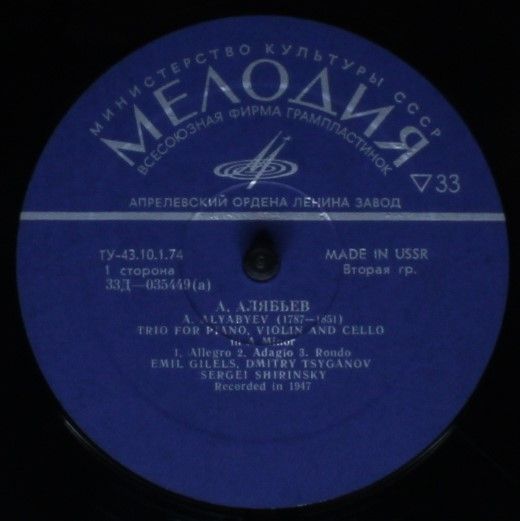 МИНИСТЕРСТВО КУЛЬТУРЫ СССР
МЕЛОДИЯ
ВСЕСОЮЗНАЯ ФИРМА ГРАМПЛАСТИНОК
▽33
АПРЕЛЕВСКИЙ ОРДЕНА ЛЕНИНА ЗАВОД
ТУ-43.10.1.74
MADE IN USSR
1 сторона
Вторая гр.
33Д—035449(а)
А. АЛЯБЬЕВ
A. ALYABYEV (1787—1851)
TRIO FOR PIANO, VIOLIN AND CELLO
in A Minor
1. Allegro 2. Adagio 3. Rondo
EMIL GILELS, DMITRY TSYGANOV
SERGEI SHIRINSKY
Recorded in 1947